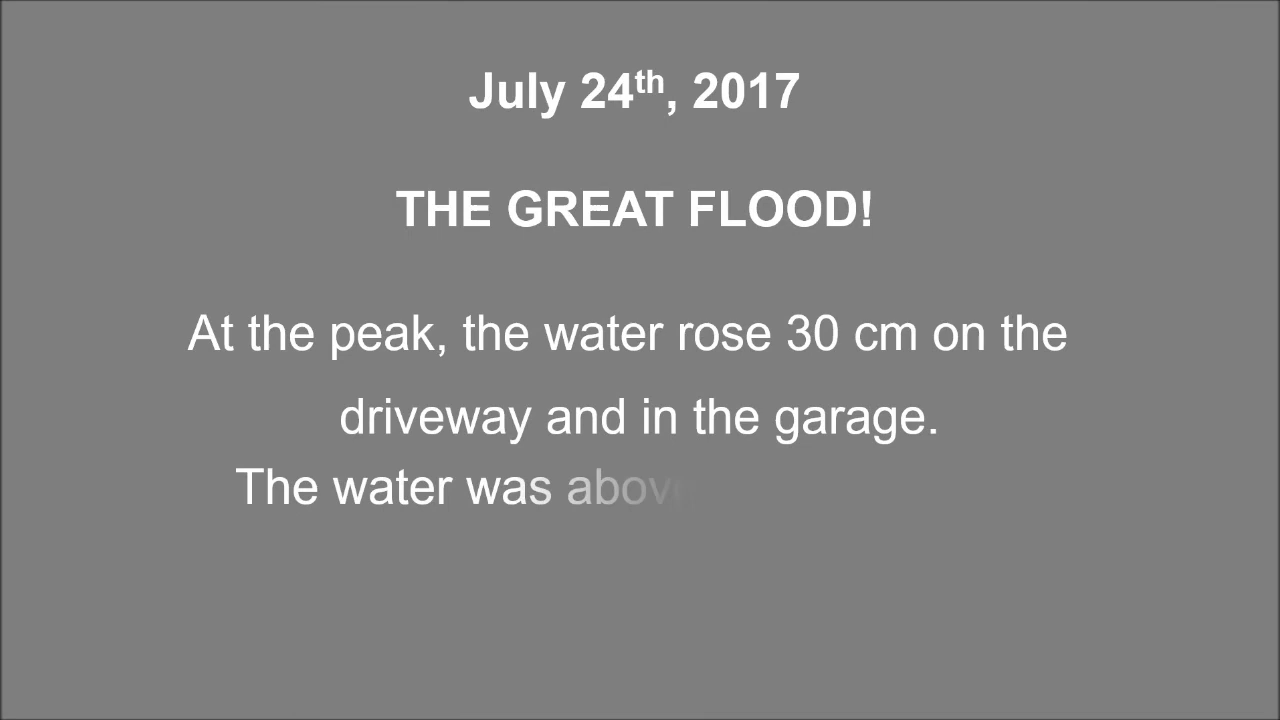 July 24th, 2017
THE GREAT FLOOD!
At the peak, the water rose 30 cm on the
driveway and in the garage.
The water was above